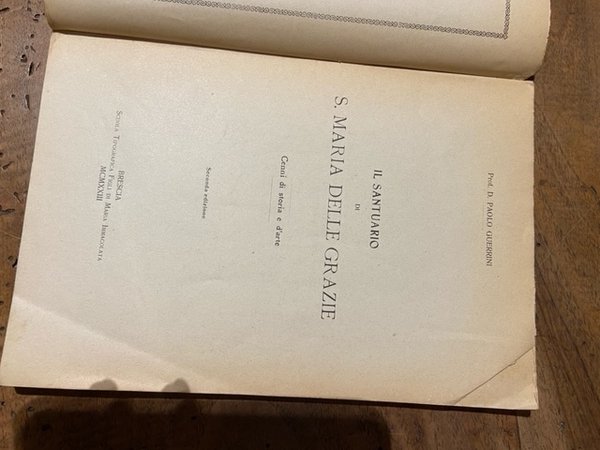 Prof. D. PAOLO GUERRINI
IL SANTUARIO
DI
S. MARIA DELLE GRAZIE
Cenni di storia e d'arte
Seconda edizione
BRESCIA
SCUOLA TIPOGRAFICA FIGLI DI MARIA IMMACOLATA
MCMXXIII